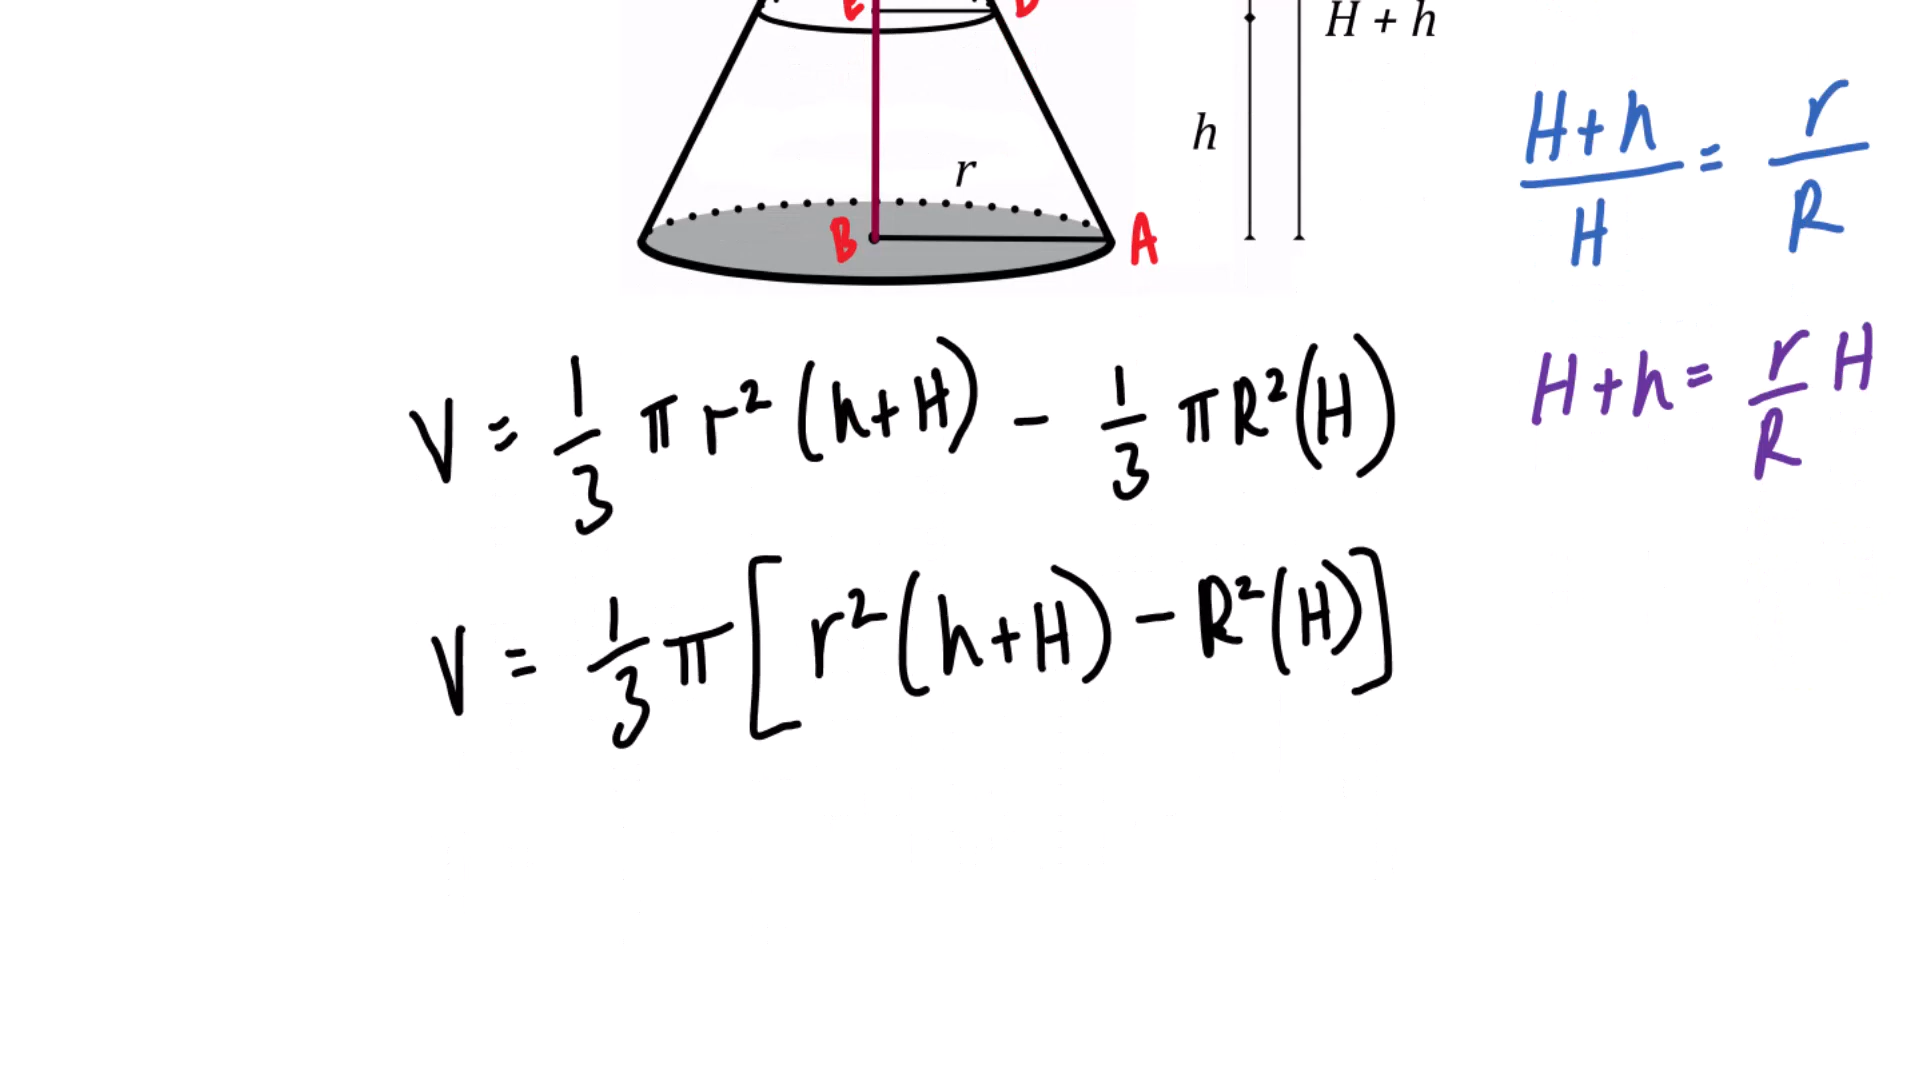 E D H + h
h
r
B A
H+h/H = r/R
H+h = r/R H
V = 1/3 π r² (h+H) - 1/3 πR²(H)
V = 1/3 π[r²(h+H) - R²(H)]